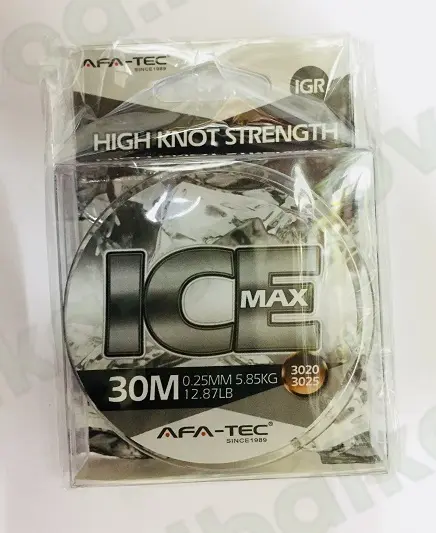 AFA-TEC
SINCE1989
IGR
HIGH KNOT STRENGTH
ICE
MAX
30M
0.25MM 5.85KG
12.87LB
3020
3025
AFA-TEC®
SINCE1989